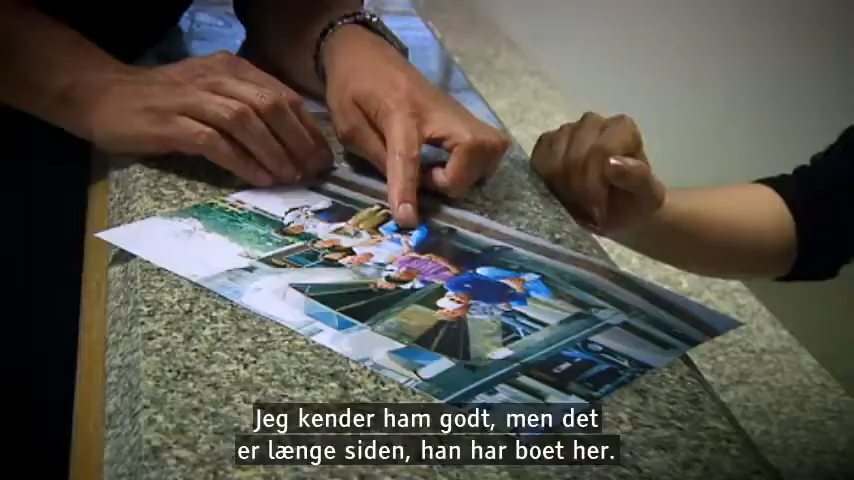 Jeg kender ham godt, men det
er længe siden, han har boet her.